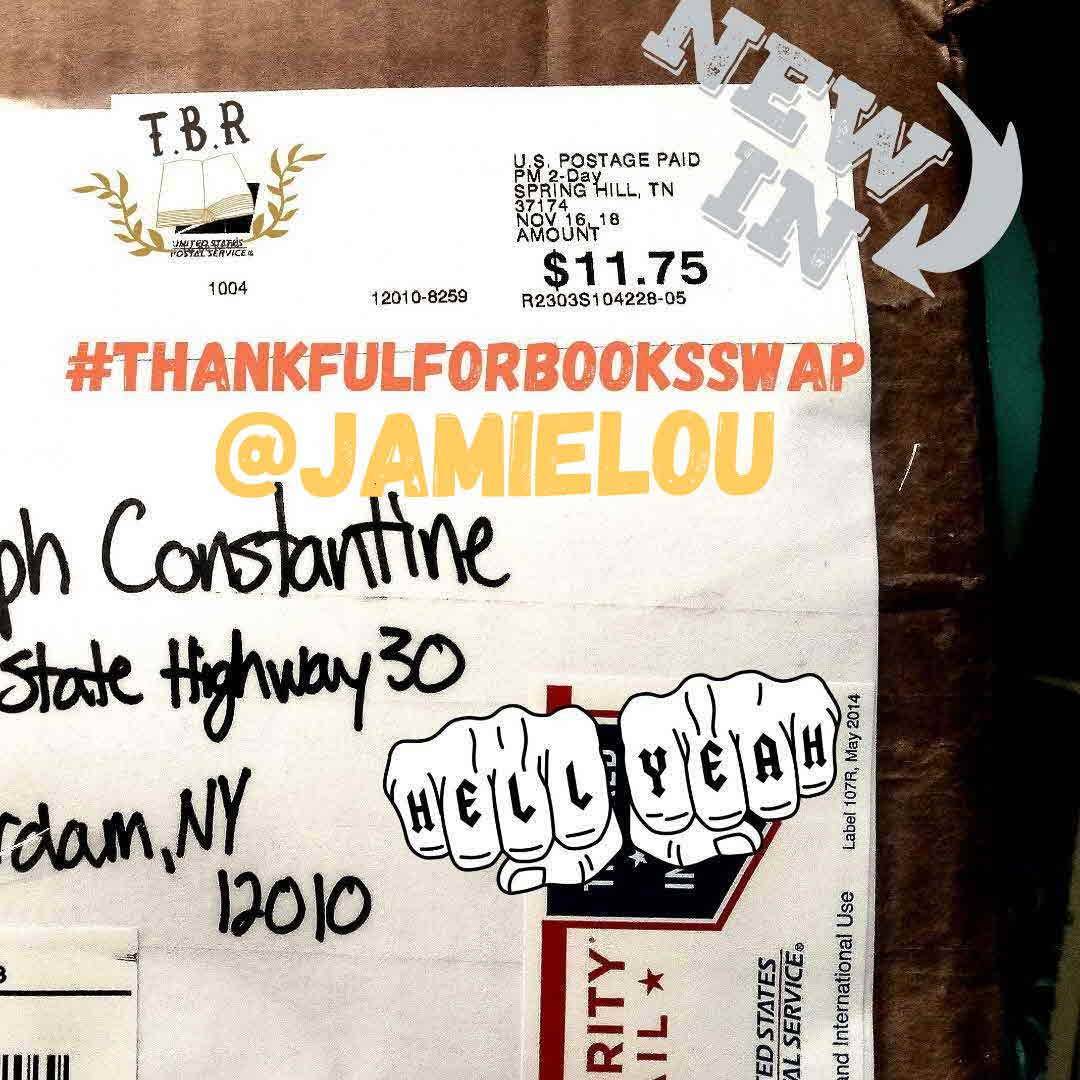 NEW
IN
T.B.R
UNITED STATES
POSTAL SERVICE®
1004
12010-8259
U.S. POSTAGE PAID
PM 2-Day
SPRING HILL, TN
37174
NOV 16, 18
AMOUNT
$11.75
R2303S104228-05
#THANKFULFORBOOKSSWAP
@JAMIELOU
ph Constantine
State Highway 30
rdam, NY
12010
HELL YEAH
RITY
AIL ★
ED STATES
AL SERVICE®
Label 107R, May 2014
and International Use